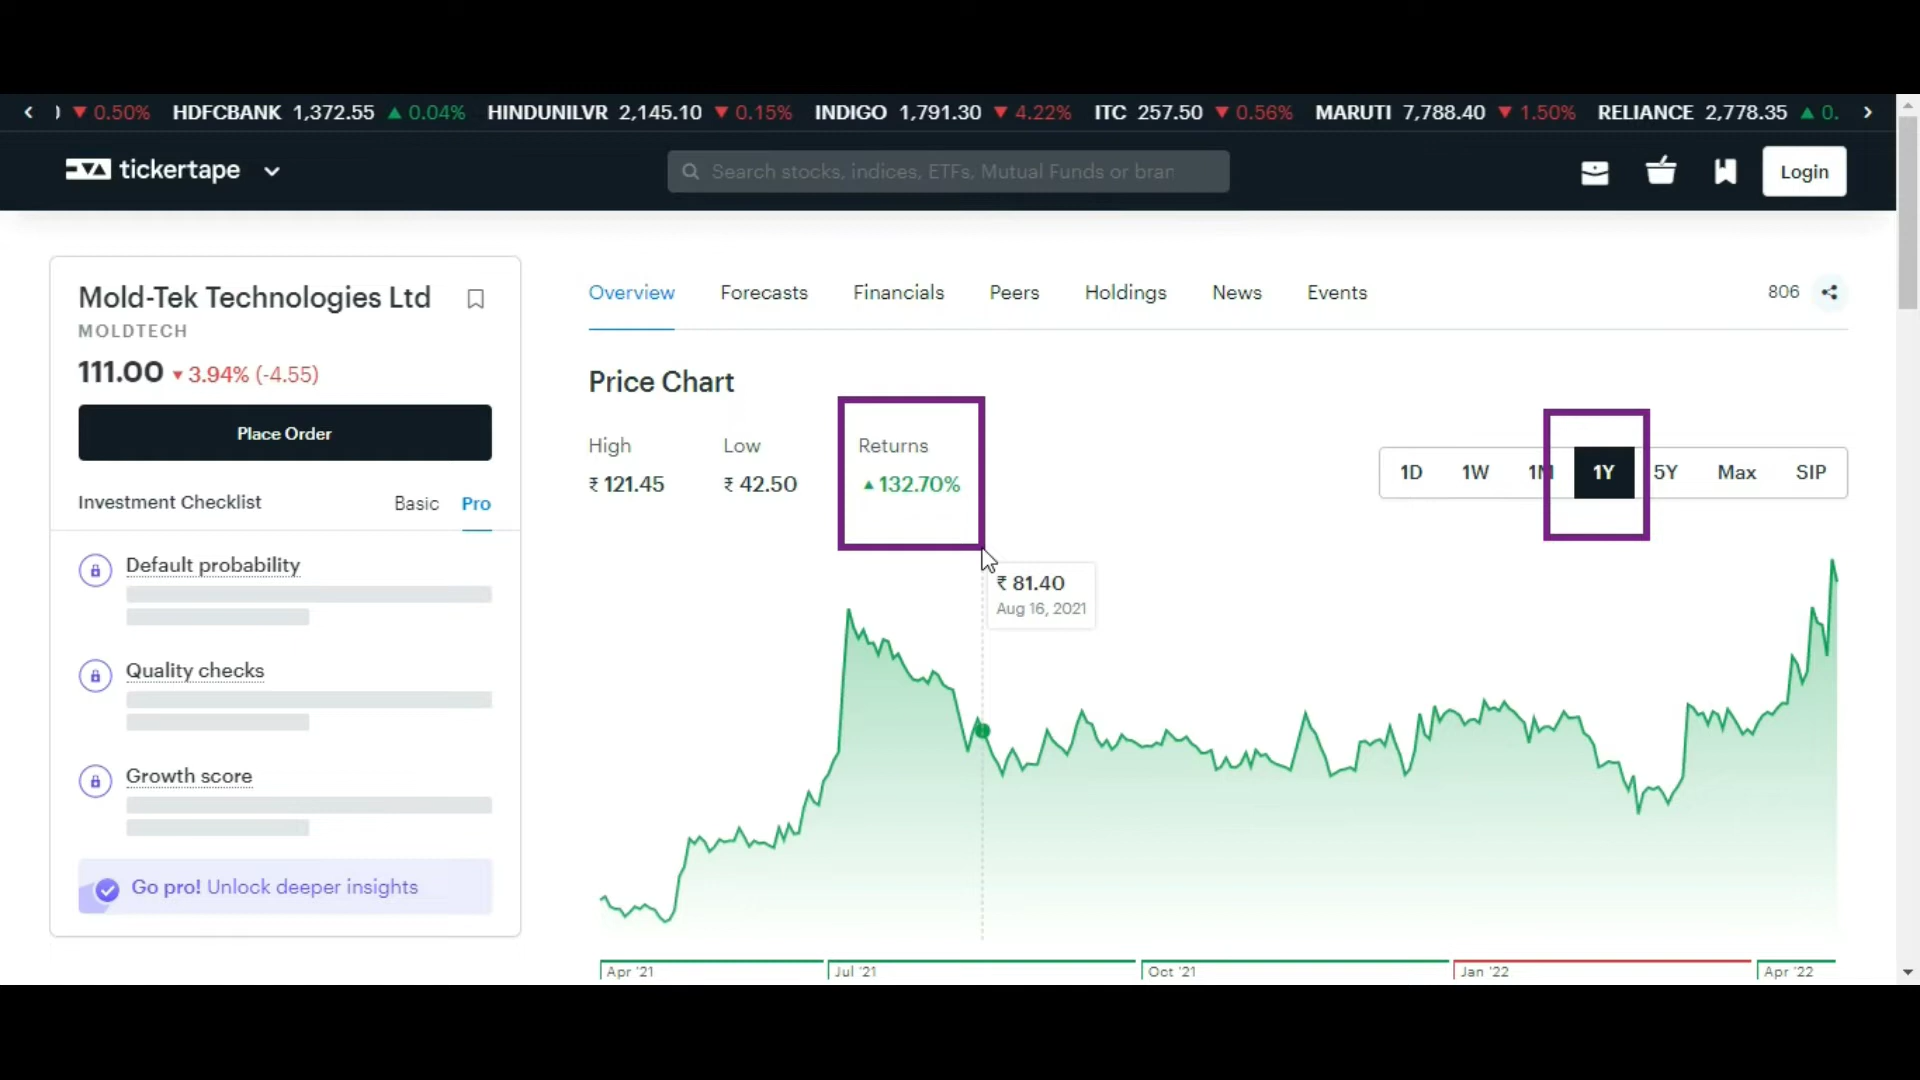 ) ▼ 0.50% HDFCBANK 1,372.55 ▲ 0.04% HINDUNILVR 2,145.10 ▼ 0.15% INDIGO 1,791.30 ▼ 4.22% ITC 257.50 ▼ 0.56% MARUTI 7,788.40 ▼ 1.50% RELIANCE 2,778.35 ▲ 0.
tickertape
Search stocks, indices, ETFs, Mutual Funds or bran
Login
Mold-Tek Technologies Ltd
MOLDTECH
111.00 ▼ 3.94% (-4.55)
Place Order
Investment Checklist Basic Pro
Default probability
Quality checks
Growth score
Go pro! Unlock deeper insights
Overview Forecasts Financials Peers Holdings News Events 806
Price Chart
High Low Returns
₹ 121.45 ₹ 42.50 ▲ 132.70%
1D 1W 1M 1Y 5Y Max SIP
₹ 81.40
Aug 16, 2021
Apr '21 Jul '21 Oct '21 Jan '22 Apr '22